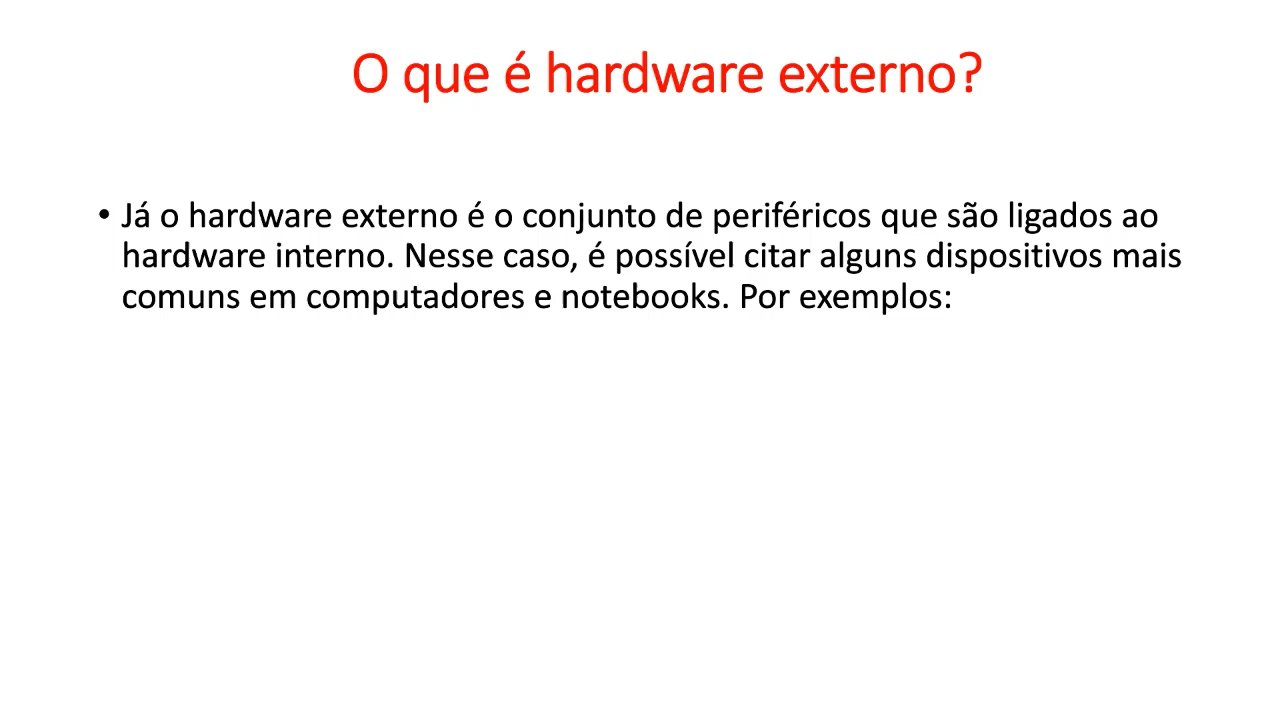 O que é hardware externo?
• Já o hardware externo é o conjunto de periféricos que são ligados ao
hardware interno. Nesse caso, é possível citar alguns dispositivos mais
comuns em computadores e notebooks. Por exemplos: